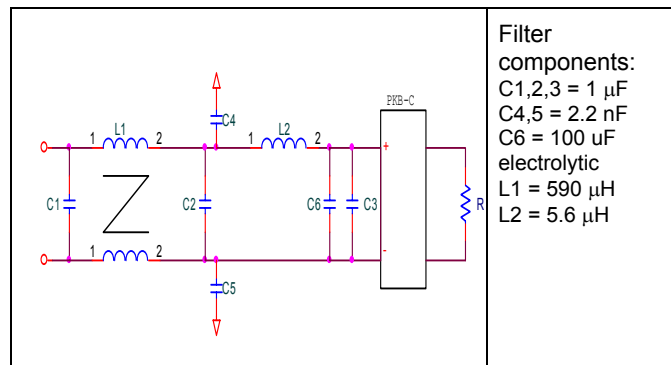 Filter
components:
C1,2,3 = 1 μF
C4,5 = 2.2 nF
C6 = 100 uF
electrolytic
L1 = 590 μH
L2 = 5.6 μH
PKB-C
C4
L1
L2
1 2
1 2
+
C1
C2
C6
C3
R
1 2
-
C5